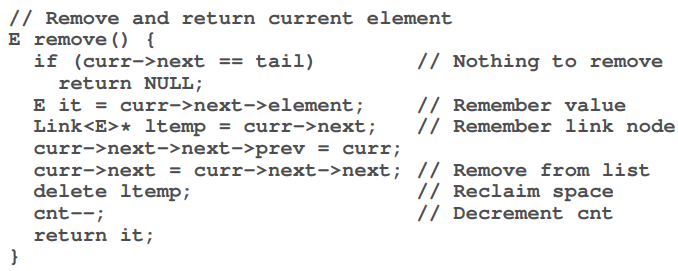 // Remove and return current element
E remove() {
  if (curr->next == tail)        // Nothing to remove
    return NULL;
  E it = curr->next->element;    // Remember value
  Link<E>* ltemp = curr->next;   // Remember link node
  curr->next->next->prev = curr;
  curr->next = curr->next->next; // Remove from list
  delete ltemp;                  // Reclaim space
  cnt--;                         // Decrement cnt
  return it;
}